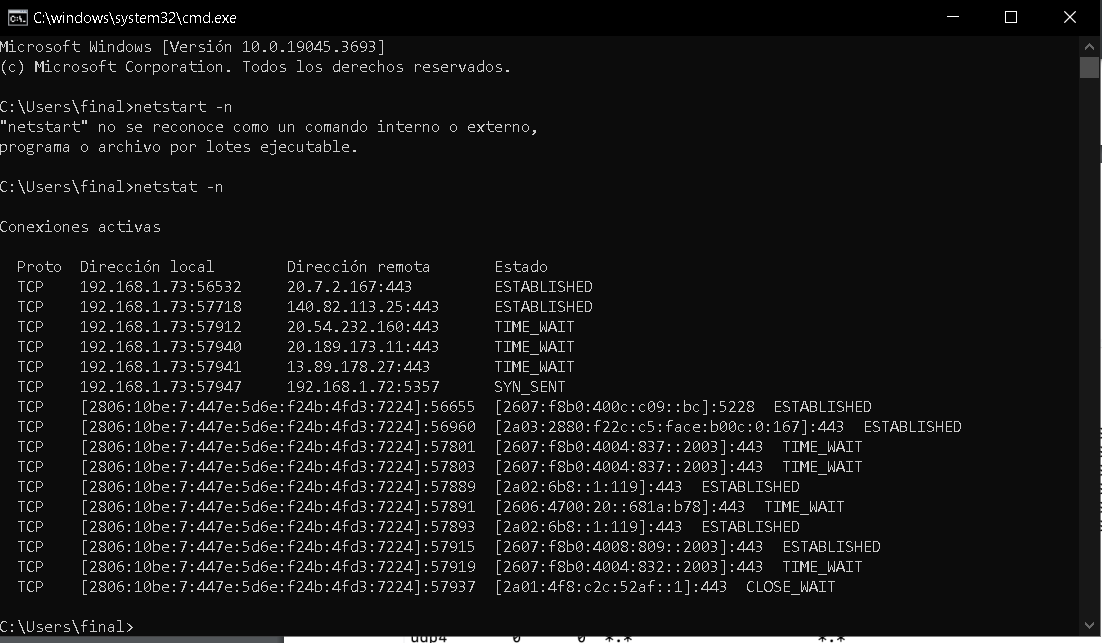 C:\windows\system32\cmd.exe
Microsoft Windows [Versión 10.0.19045.3693]
(c) Microsoft Corporation. Todos los derechos reservados.
C:\Users\final>netstart -n
"netstart" no se reconoce como un comando interno o externo,
programa o archivo por lotes ejecutable.
C:\Users\final>netstat -n
Conexiones activas
Proto Dirección local Dirección remota Estado
TCP 192.168.1.73:56532 20.7.2.167:443 ESTABLISHED
TCP 192.168.1.73:57718 140.82.113.25:443 ESTABLISHED
TCP 192.168.1.73:57912 20.54.232.160:443 TIME_WAIT
TCP 192.168.1.73:57940 20.189.173.11:443 TIME_WAIT
TCP 192.168.1.73:57941 13.89.178.27:443 TIME_WAIT
TCP 192.168.1.73:57947 192.168.1.72:5357 SYN_SENT
TCP [2806:10be:7:447e:5d6e:f24b:4fd3:7224]:56655 [2607:f8b0:400c:c09::bc]:5228 ESTABLISHED
TCP [2806:10be:7:447e:5d6e:f24b:4fd3:7224]:56960 [2a03:2880:f22c:c5:face:b00c:0:167]:443 ESTABLISHED
TCP [2806:10be:7:447e:5d6e:f24b:4fd3:7224]:57801 [2607:f8b0:4004:837::2003]:443 TIME_WAIT
TCP [2806:10be:7:447e:5d6e:f24b:4fd3:7224]:57803 [2607:f8b0:4004:837::2003]:443 TIME_WAIT
TCP [2806:10be:7:447e:5d6e:f24b:4fd3:7224]:57889 [2a02:6b8::1:119]:443 ESTABLISHED
TCP [2806:10be:7:447e:5d6e:f24b:4fd3:7224]:57891 [2606:4700:20::681a:b78]:443 TIME_WAIT
TCP [2806:10be:7:447e:5d6e:f24b:4fd3:7224]:57893 [2a02:6b8::1:119]:443 ESTABLISHED
TCP [2806:10be:7:447e:5d6e:f24b:4fd3:7224]:57915 [2607:f8b0:4008:809::2003]:443 ESTABLISHED
TCP [2806:10be:7:447e:5d6e:f24b:4fd3:7224]:57919 [2607:f8b0:4004:832::2003]:443 TIME_WAIT
TCP [2806:10be:7:447e:5d6e:f24b:4fd3:7224]:57937 [2a01:4f8:c2c:52af::1]:443 CLOSE_WAIT
C:\Users\final>